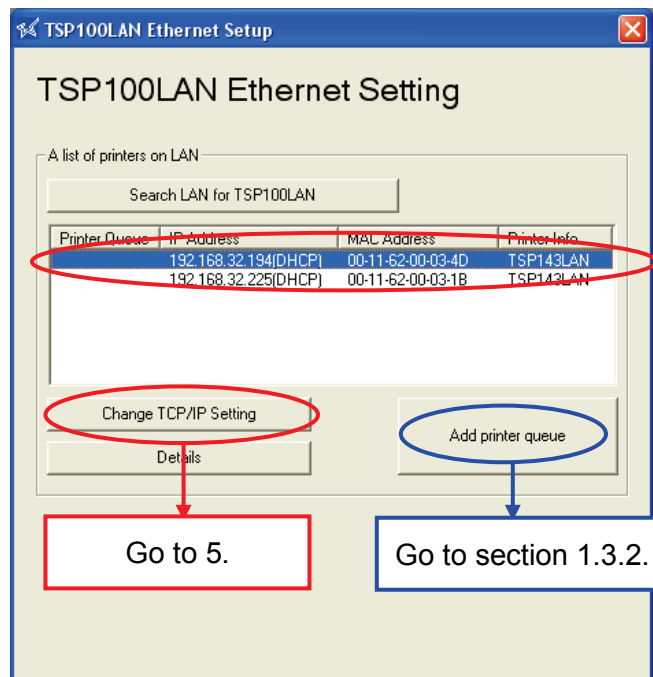 TSP100LAN Ethernet Setup
TSP100LAN Ethernet Setting
A list of printers on LAN
Search LAN for TSP100LAN
Printer Queue IP Address MAC Address Printer Info
192.168.32.194(DHCP) 00-11-62-00-03-4D TSP143LAN
192.168.32.225(DHCP) 00-11-62-00-03-1B TSP143LAN
Change TCP/IP Setting
Add printer queue
Details
Go to 5.
Go to section 1.3.2.